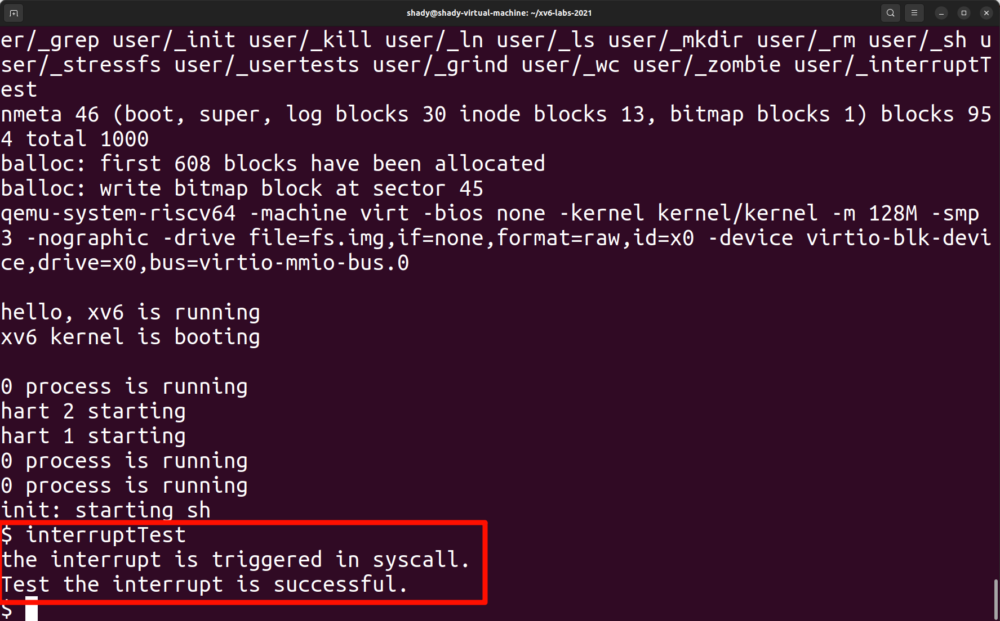 shady@shady-virtual-machine: ~/xv6-labs-2021
er/_grep user/_init user/_kill user/_ln user/_ls user/_mkdir user/_rm user/_sh u
ser/_stressfs user/_usertests user/_grind user/_wc user/_zombie user/_interruptT
est
nmeta 46 (boot, super, log blocks 30 inode blocks 13, bitmap blocks 1) blocks 95
4 total 1000
balloc: first 608 blocks have been allocated
balloc: write bitmap block at sector 45
qemu-system-riscv64 -machine virt -bios none -kernel kernel/kernel -m 128M -smp
3 -nographic -drive file=fs.img,if=none,format=raw,id=x0 -device virtio-blk-devi
ce,drive=x0,bus=virtio-mmio-bus.0
hello, xv6 is running
xv6 kernel is booting
0 process is running
hart 2 starting
hart 1 starting
0 process is running
0 process is running
init: starting sh
$ interruptTest
the interrupt is triggered in syscall.
Test the interrupt is successful.
$